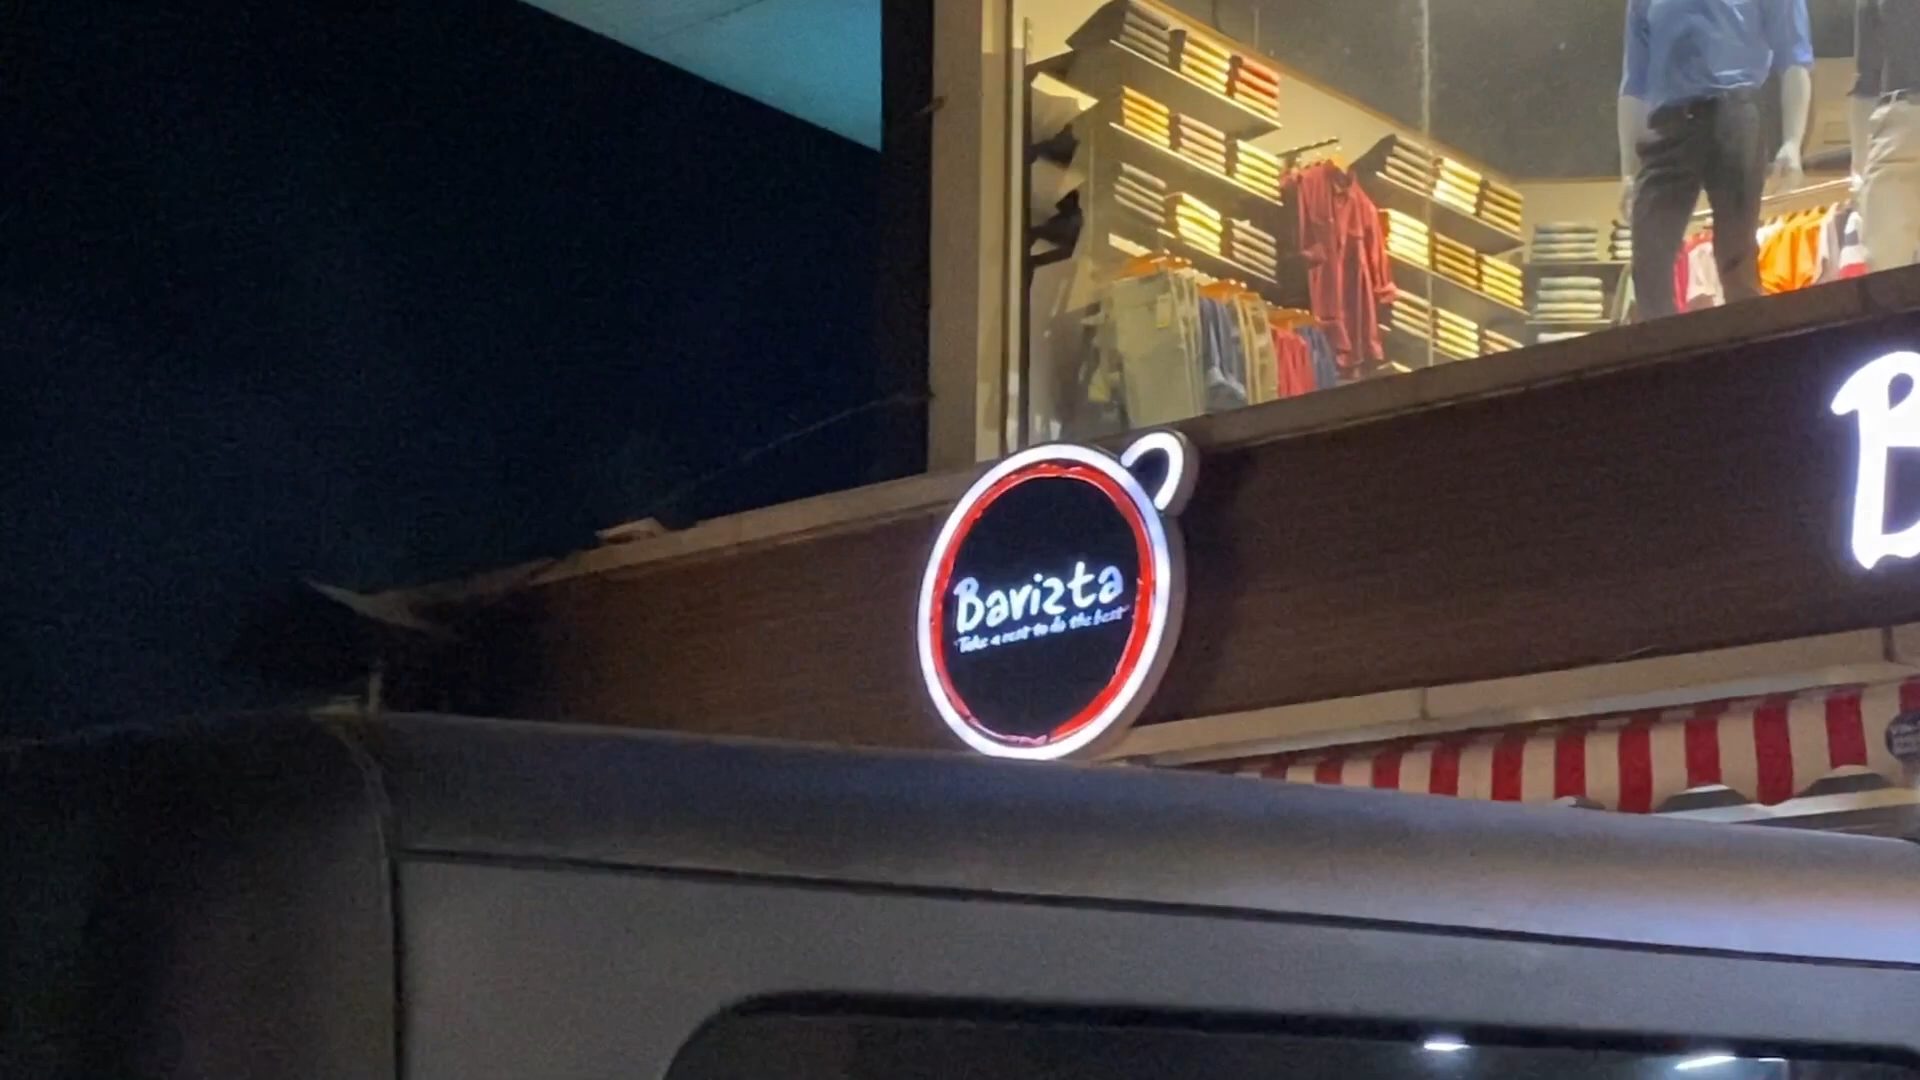 Barizta
"Take a rest to do the best"
B